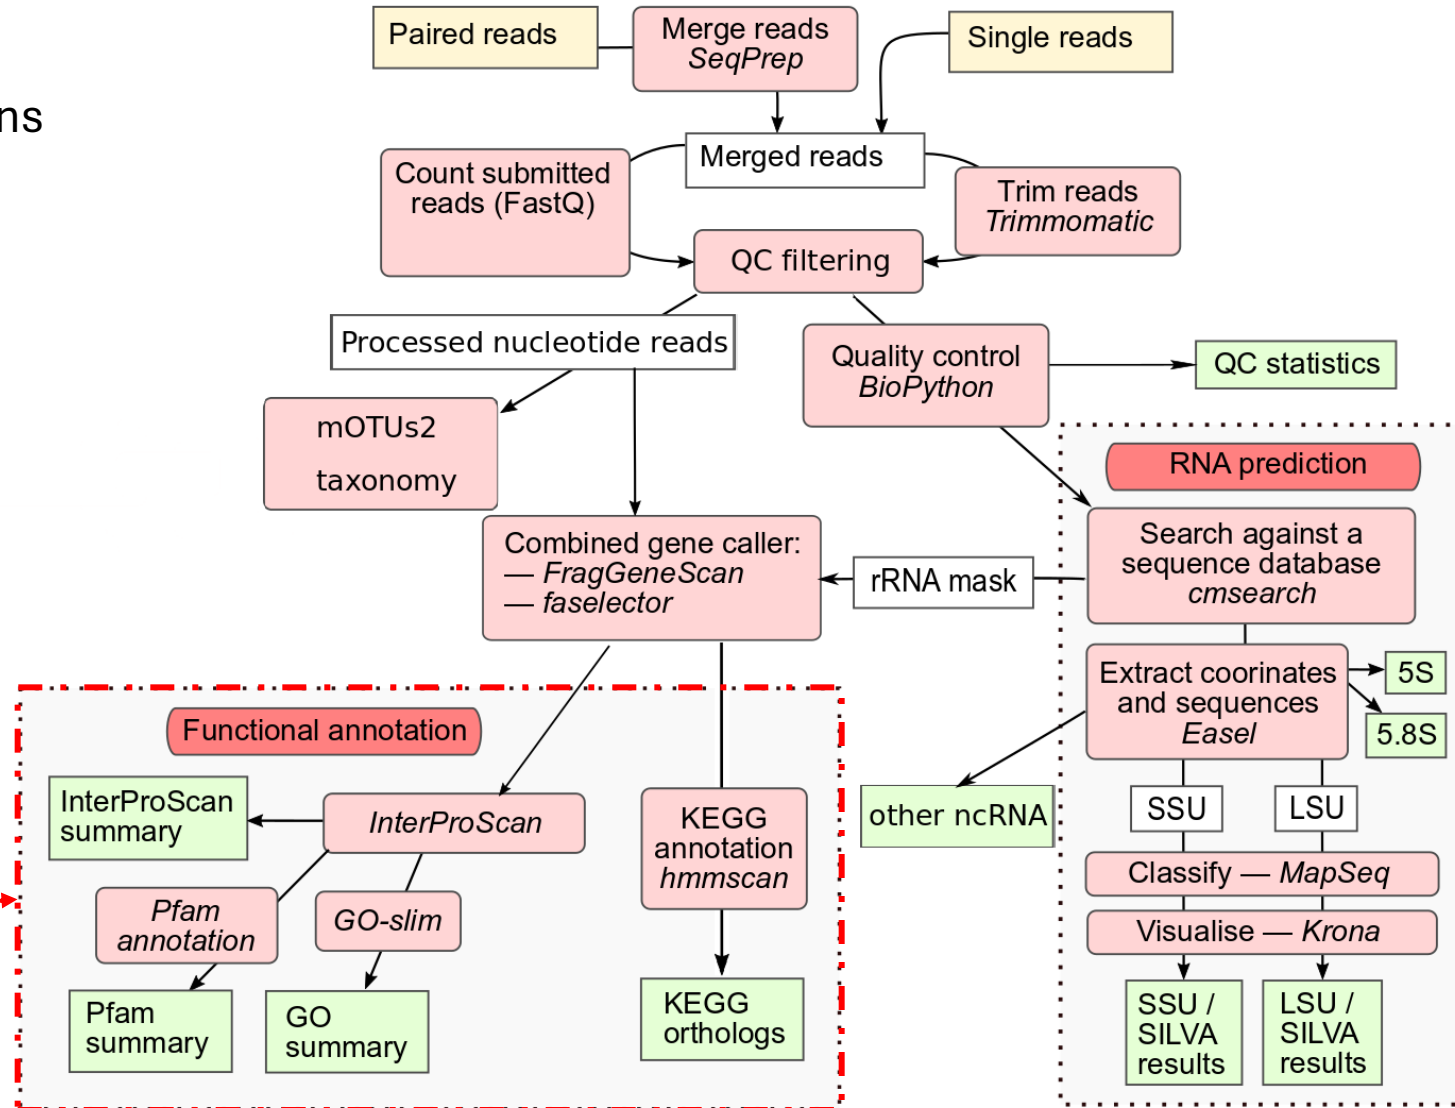 Paired reads
Merge reads
SeqPrep
Single reads
ns
Merged reads
Count submitted
reads (FastQ)
Trim reads
Trimmomatic
QC filtering
Processed nucleotide reads
Quality control
BioPython
QC statistics
mOTUs2
taxonomy
RNA prediction
Combined gene caller:
— FragGeneScan
— faselector
rRNA mask
Search against a
sequence database
cmsearch
Extract coorinates
and sequences
Easel
5S
5.8S
Functional annotation
InterProScan
summary
InterProScan
KEGG
annotation
hmmscan
other ncRNA
SSU
LSU
Classify — MapSeq
Pfam
annotation
GO-slim
Visualise — Krona
Pfam
summary
GO
summary
KEGG
orthologs
SSU /
SILVA
results
LSU /
SILVA
results